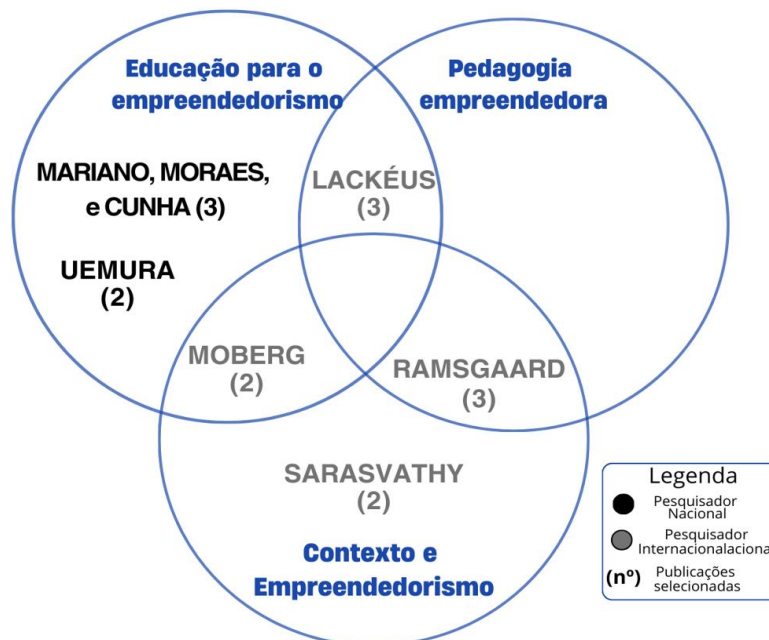 Educação para o
empreendedorismo
Pedagogia
empreendedora
MARIANO, MORAES,
e CUNHA (3)
LACKÉUS
(3)
UEMURA
(2)
MOBERG
(2)
RAMSGAARD
(3)
SARASVATHY
(2)
Contexto e
Empreendedorismo
Legenda
Pesquisador
Nacional
Pesquisador
Internacionalacional
(nº) Publicações
selecionadas